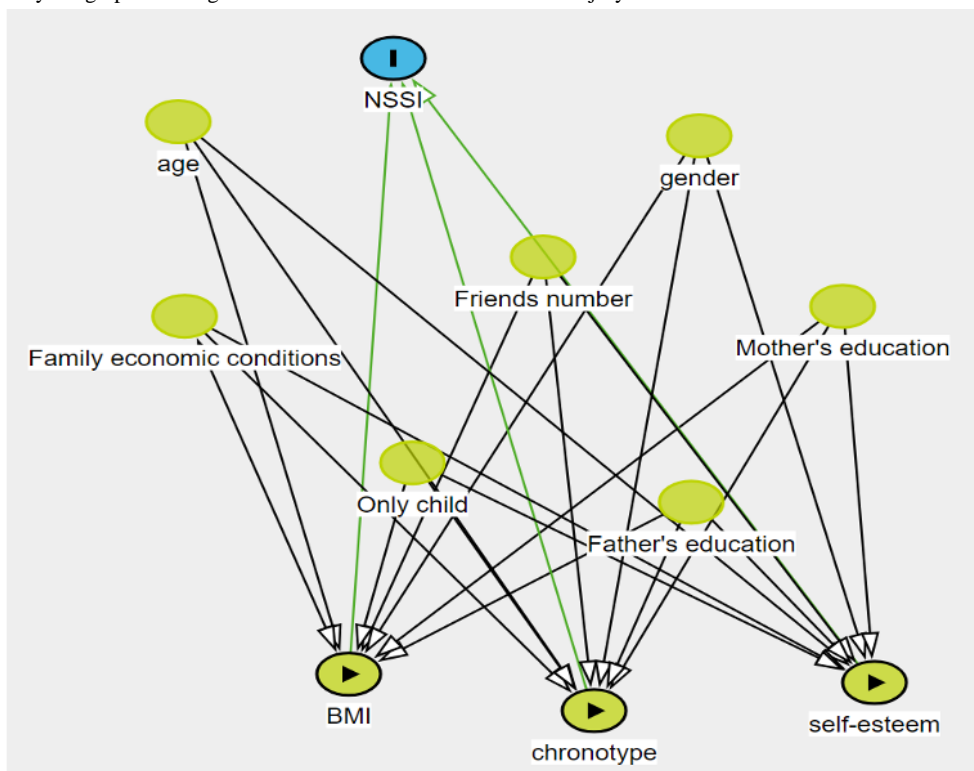 NSSI
age
gender
Friends number
Family economic conditions
Mother's education
Only child
Father's education
BMI
chronotype
self-esteem